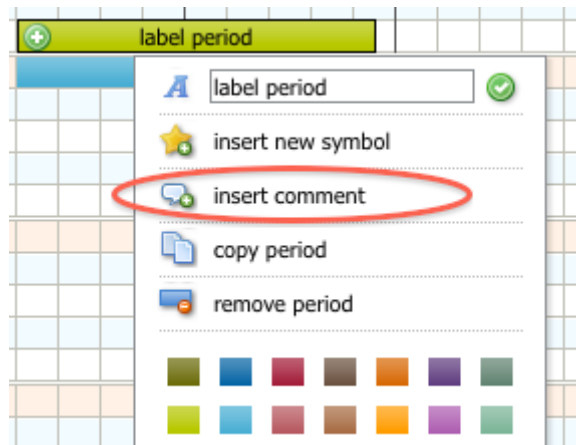 label period
label period
insert new symbol
insert comment
copy period
remove period